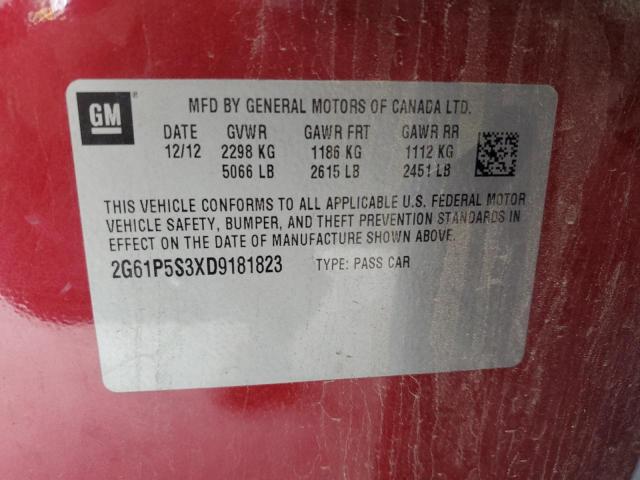 GM
MFD BY GENERAL MOTORS OF CANADA LTD.
DATE GVWR GAWR FRT GAWR RR
12/12 2298 KG 1186 KG 1112 KG
5066 LB 2615 LB 2451 LB
THIS VEHICLE CONFORMS TO ALL APPLICABLE U.S. FEDERAL MOTOR
VEHICLE SAFETY, BUMPER, AND THEFT PREVENTION STANDARDS IN
EFFECT ON THE DATE OF MANUFACTURE SHOWN ABOVE.
2G61P5S3XD9181823 TYPE: PASS CAR